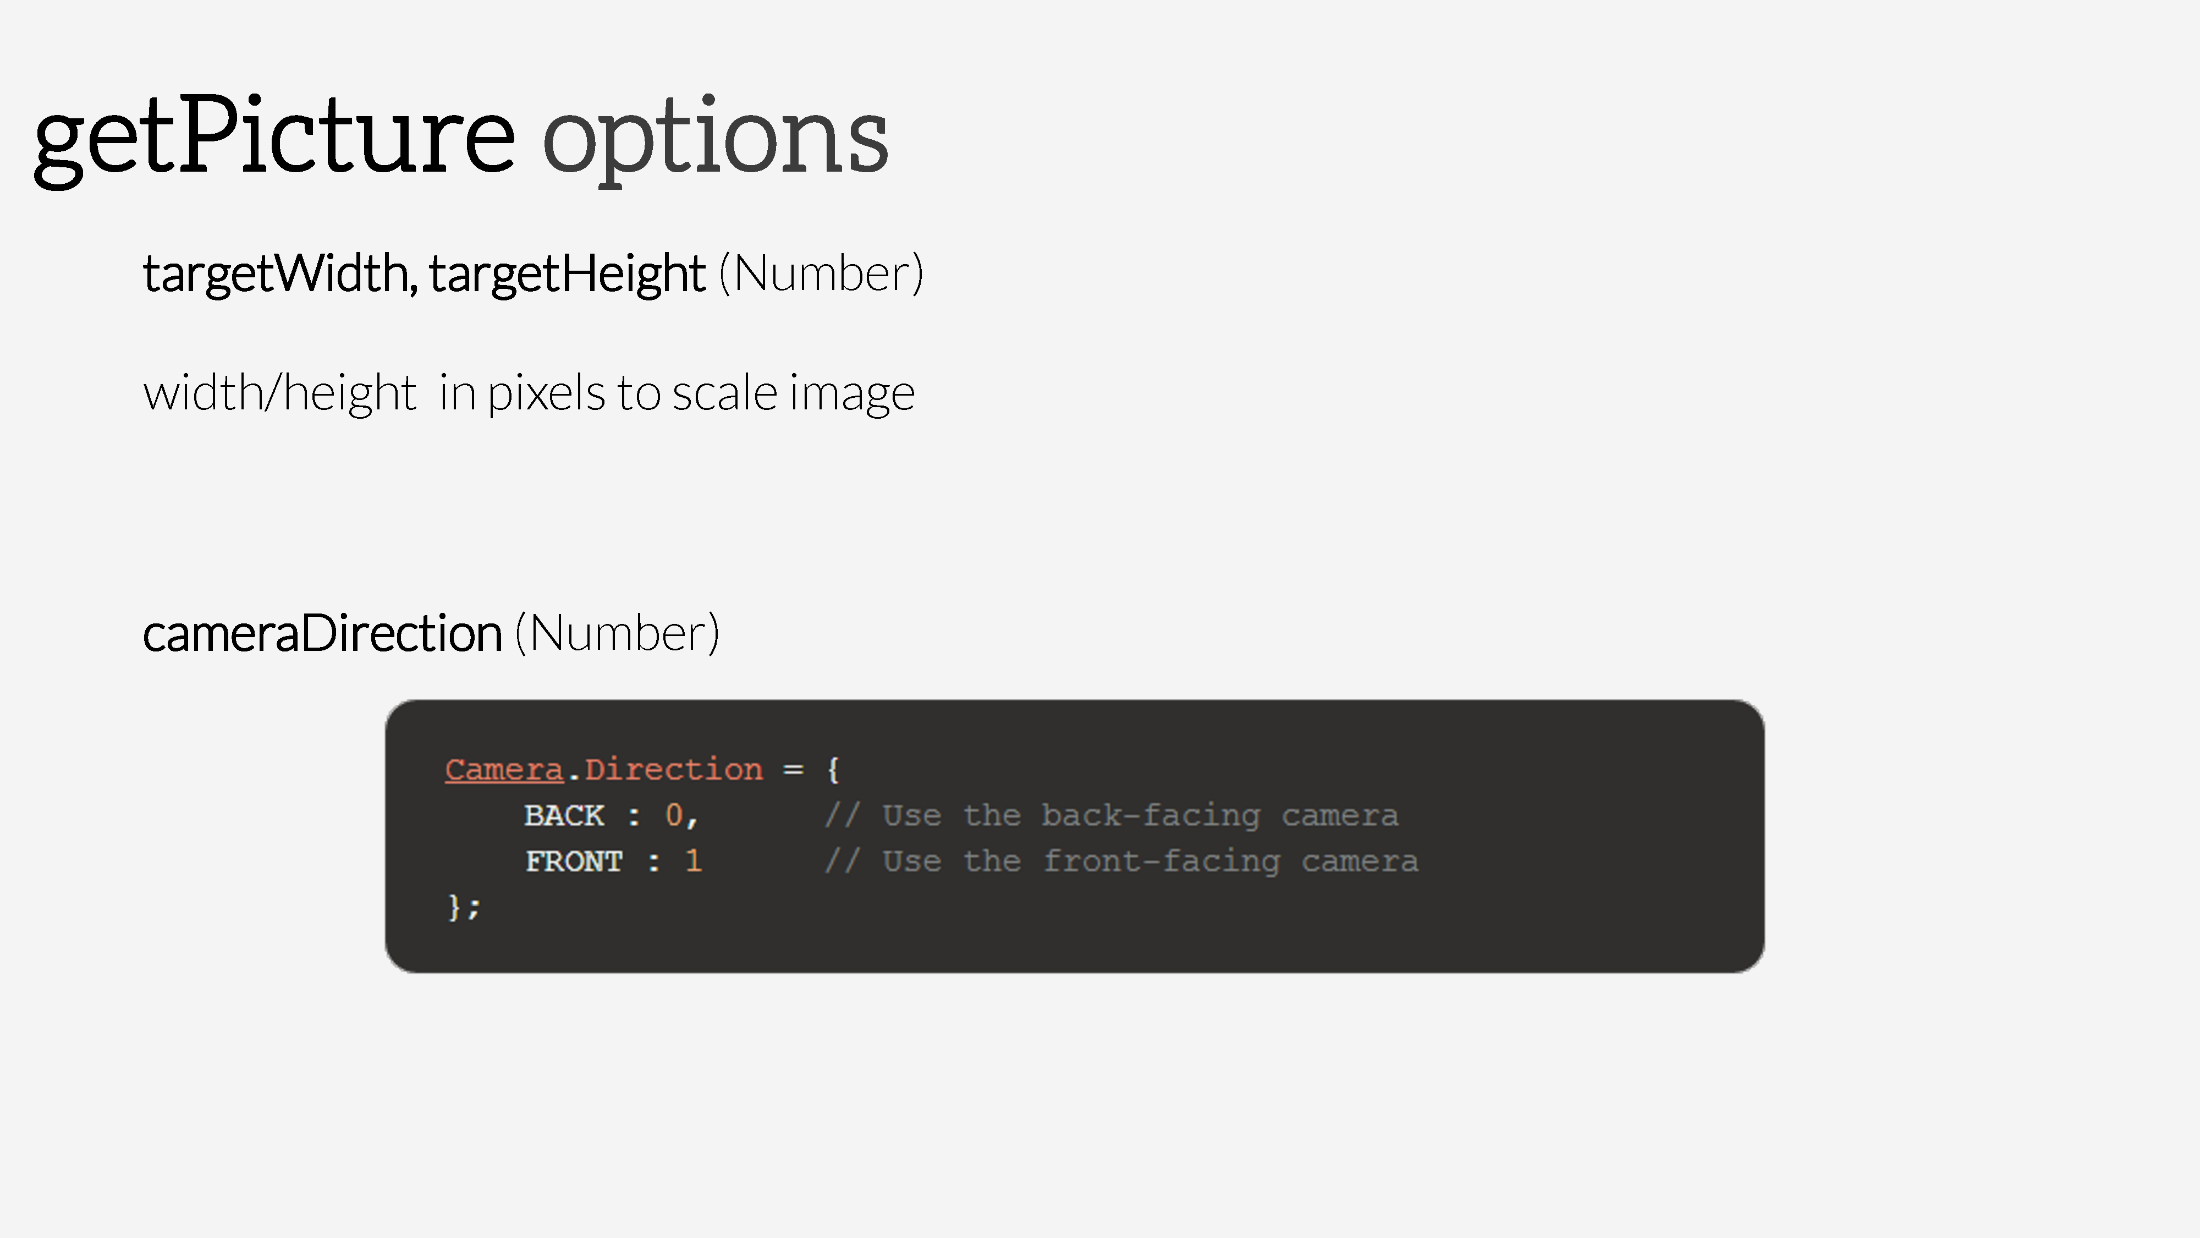 getPicture options
targetWidth, targetHeight (Number)
width/height  in pixels to scale image
cameraDirection (Number)
Camera.Direction = {
    BACK : 0,      // Use the back-facing camera
    FRONT : 1      // Use the front-facing camera
};